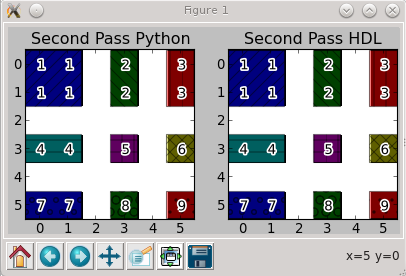 Figure 1
Second Pass Python Second Pass HDL
0 1 1 2 3 1 1 2 3
1 1 1 2 3 1 1 2 3
2
3 4 4 5 6 4 4 5 6
4
5 7 7 8 9 7 7 8 9
0 1 2 3 4 5 0 1 2 3 4 5
x=5 y=0